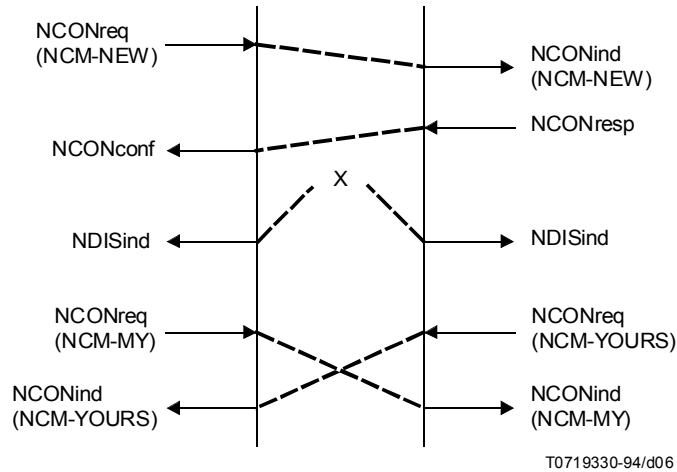 NCONreq
(NCM-NEW)
NCONind
(NCM-NEW)
NCONresp
NCONconf
X
NDISind
NDISind
NCONreq
(NCM-MY)
NCONreq
(NCM-YOURS)
NCONind
(NCM-YOURS)
NCONind
(NCM-MY)
T0719330-94/d06